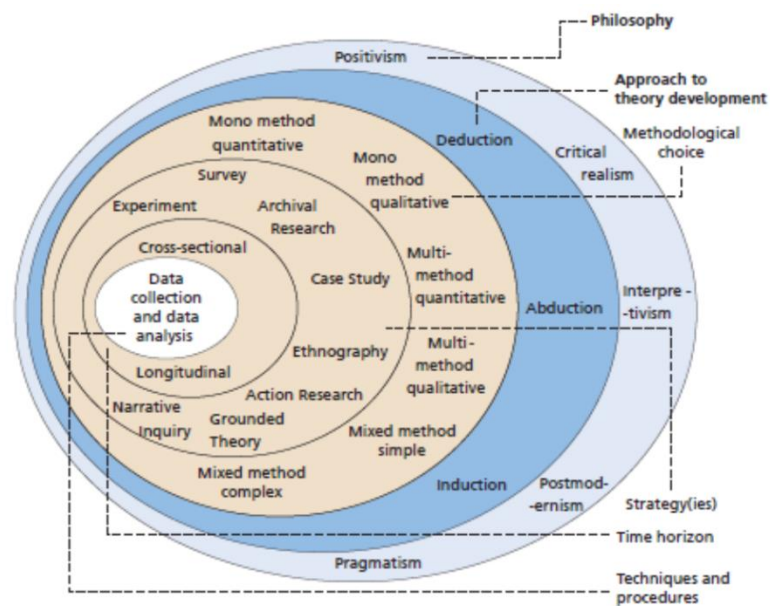 Philosophy
Positivism
Approach to
theory development
Mono method
quantitative
Deduction
Methodological
choice
Mono
method
qualitative
Critical
realism
Survey
Experiment
Archival
Research
Cross-sectional
Data
collection
and data
analysis
Case Study
Multi-
method
quantitative
Abduction
Interpre -
-tivism
Ethnography
Multi -
method
qualitative
Longitudinal
Action Research
Narrative
Inquiry
Grounded
Theory
Mixed method
simple
Mixed method
complex
Induction
Postmod-
-ernism
Strategy(ies)
Time horizon
Pragmatism
Techniques and
procedures